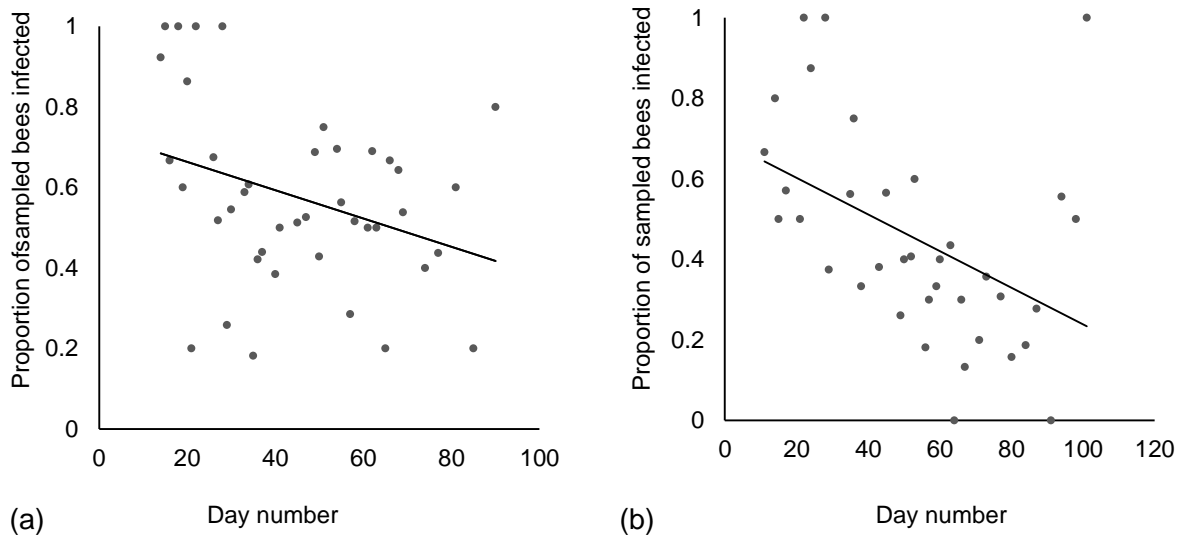 Proportion ofsampled bees infected
1
0.8
0.6
0.4
0.2
0
0 20 40 60 80 100
Day number
(a)
Proportion of sampled bees infected
1
0.8
0.6
0.4
0.2
0
0 20 40 60 80 100 120
Day number
(b)